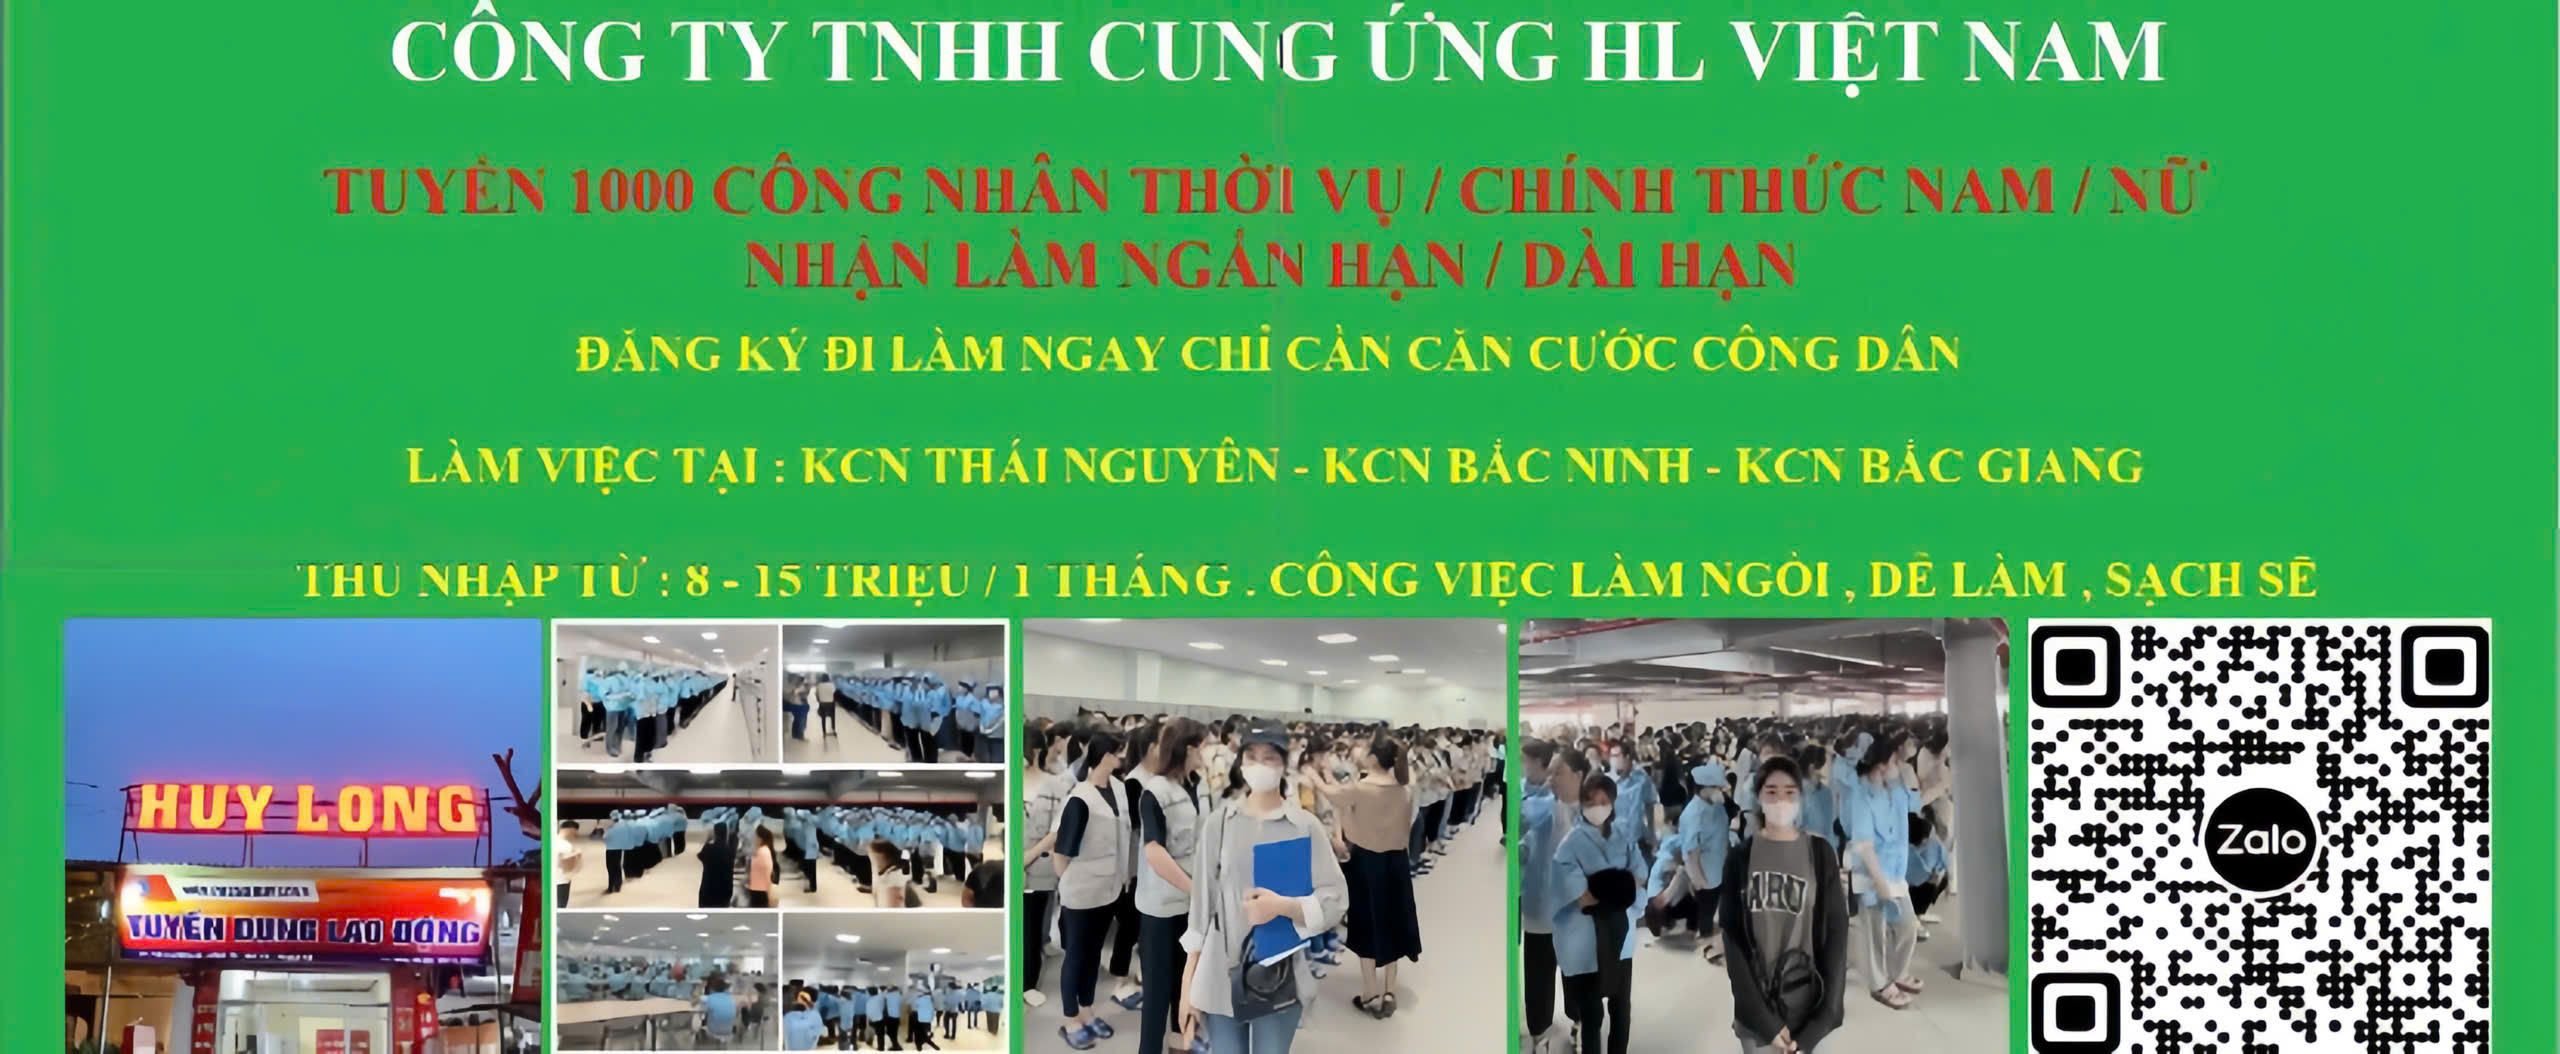 CÔNG TY TNHH CUNG ỨNG HL VIỆT NAM
TUYỂN 1000 CÔNG NHÂN THỜI VỤ / CHÍNH THỨC NAM / NỮ
NHẬN LÀM NGẮN HẠN / DÀI HẠN
ĐĂNG KÝ ĐI LÀM NGAY CHỈ CẦN CĂN CƯỚC CÔNG DÂN
LÀM VIỆC TẠI : KCN THÁI NGUYÊN - KCN BẮC NINH - KCN BẮC GIANG
THU NHẬP TỪ : 8 - 15 TRIỆU / 1 THÁNG . CÔNG VIỆC LÀM NGỒI , DỄ LÀM , SẠCH SẼ
HUY LONG
TUYỂN DỤNG LAO ĐỘNG
Zalo